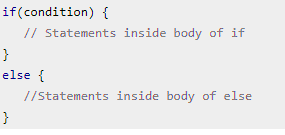 if(condition) {
// Statements inside body of if
}
else {
//Statements inside body of else
}